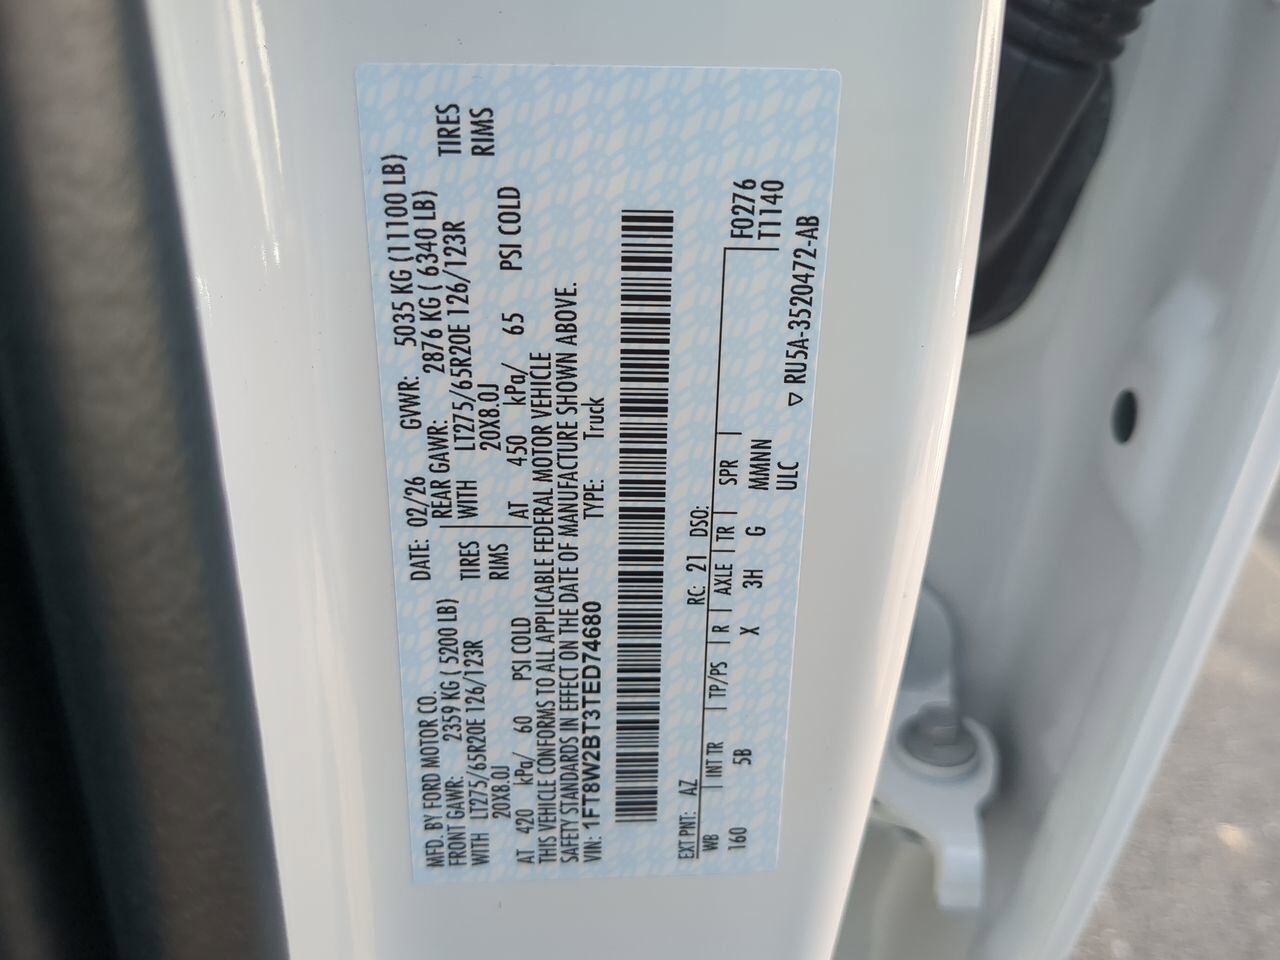 MFD. BY FORD MOTOR CO. DATE: 02/26 GVWR: 5035 KG (11100 LB)
FRONT GAWR: 2359 KG ( 5200 LB) REAR GAWR: 2876 KG ( 6340 LB)
WITH LT275/65R20E 126/123R TIRES WITH LT275/65R20E 126/123R TIRES
20X8.0J RIMS 20X8.0J RIMS
AT 420 kPa/ 60 PSI COLD AT 450 kPa/ 65 PSI COLD
THIS VEHICLE CONFORMS TO ALL APPLICABLE FEDERAL MOTOR VEHICLE
SAFETY STANDARDS IN EFFECT ON THE DATE OF MANUFACTURE SHOWN ABOVE.
VIN: 1FT8W2BT3TED74680 TYPE: Truck
EXT PNT: AZ RC: 21 DSO: F0276
WB INT TR TP/PS R AXLE TR SPR T1140
160 5B X 3H G MMNN
ULC
▽ RU5A-3520472-AB